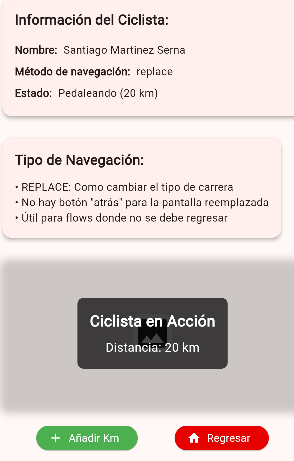 Información del Ciclista:
Nombre: Santiago Martinez Serna
Método de navegación: replace
Estado: Pedaleando (20 km)
Tipo de Navegación:
• REPLACE: Como cambiar el tipo de carrera
• No hay botón "atrás" para la pantalla reemplazada
• Útil para flows donde no se debe regresar
Ciclista en Acción
Distancia: 20 km
Añadir Km
Regresar